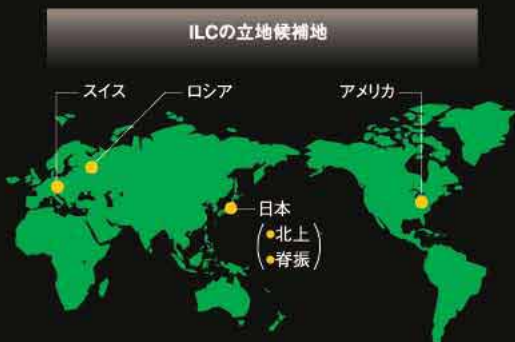 ILCの立地候補地
スイス
ロシア
アメリカ
日本
(●北上
●脊振)